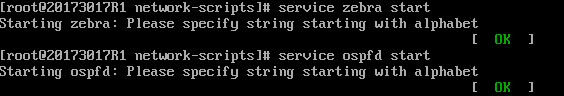 [root@20173017R1 network-scripts]# service zebra start
Starting zebra: Please specify string starting with alphabet
[  OK  ]
[root@20173017R1 network-scripts]# service ospfd start
Starting ospfd: Please specify string starting with alphabet
[  OK  ]